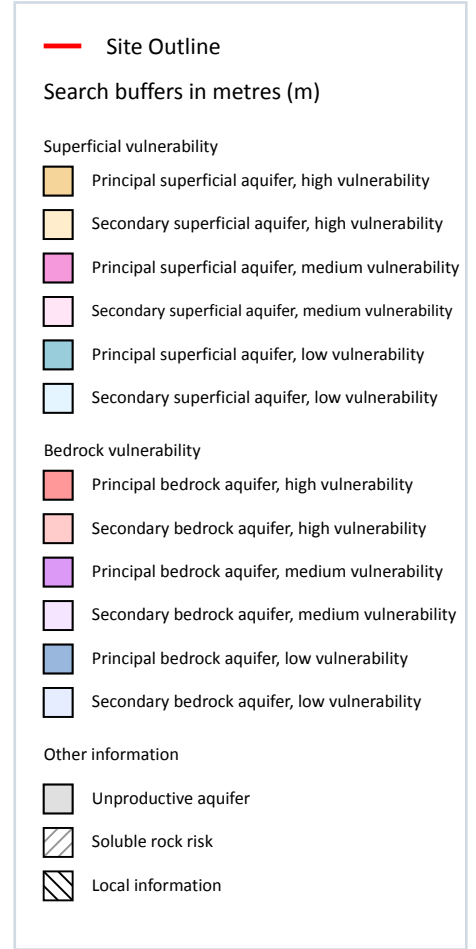 Site Outline
Search buffers in metres (m)
Superficial vulnerability
Principal superficial aquifer, high vulnerability
Secondary superficial aquifer, high vulnerability
Principal superficial aquifer, medium vulnerability
Secondary superficial aquifer, medium vulnerability
Principal superficial aquifer, low vulnerability
Secondary superficial aquifer, low vulnerability
Bedrock vulnerability
Principal bedrock aquifer, high vulnerability
Secondary bedrock aquifer, high vulnerability
Principal bedrock aquifer, medium vulnerability
Secondary bedrock aquifer, medium vulnerability
Principal bedrock aquifer, low vulnerability
Secondary bedrock aquifer, low vulnerability
Other information
Unproductive aquifer
Soluble rock risk
Local information